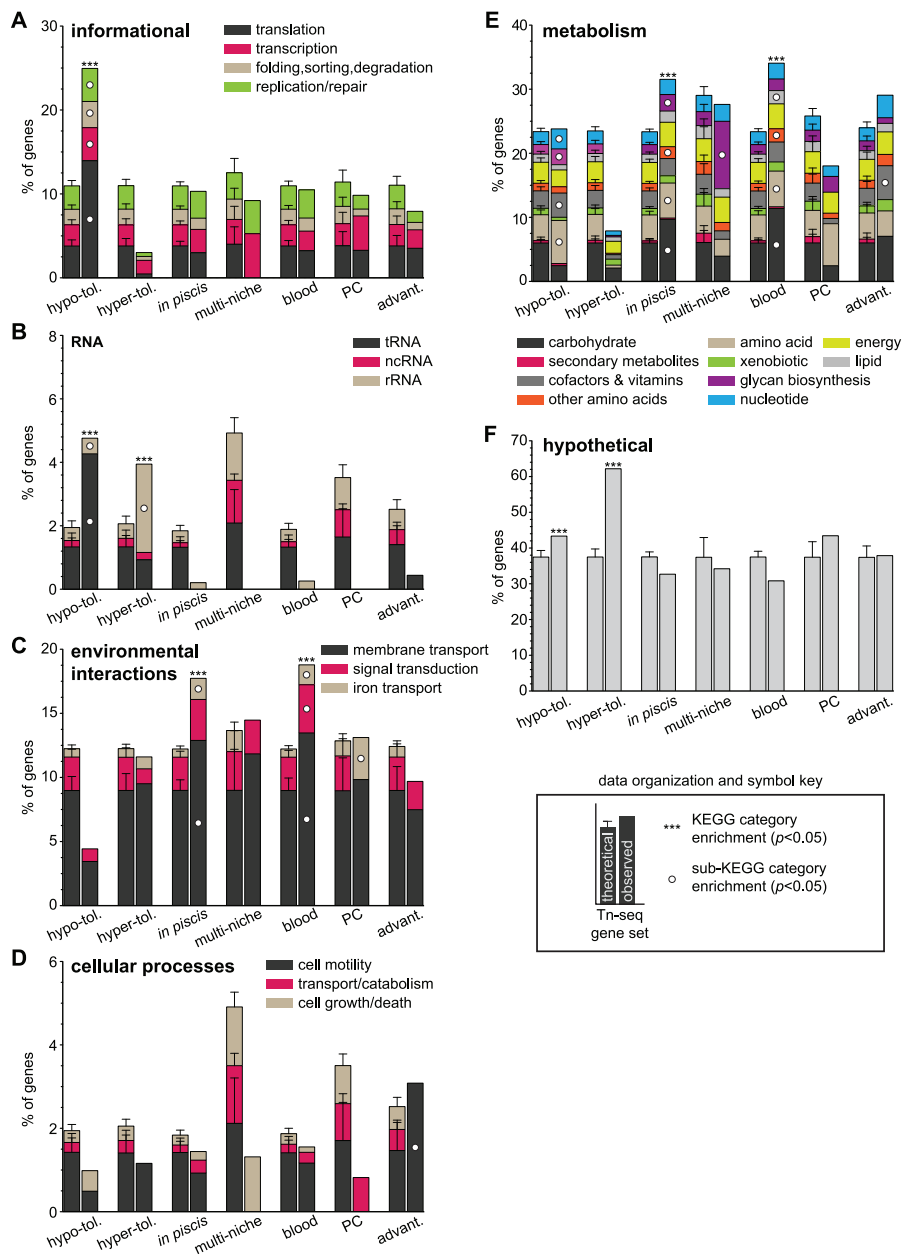 A
informational
translation
transcription
folding,sorting,degradation
replication/repair
30
20
10
0
% of genes
***
hypo-tol.
hyper-tol.
in piscis
multi-niche
blood
PC
advant.
B
RNA
tRNA
ncRNA
rRNA
8
6
4
2
0
% of genes
***
***
hypo-tol.
hyper-tol.
in piscis
multi-niche
blood
PC
advant.
C
environmental
interactions
membrane transport
signal transduction
iron transport
20
15
10
5
0
% of genes
***
***
hypo-tol.
hyper-tol.
in piscis
multi-niche
blood
PC
advant.
D
cellular processes
cell motility
transport/catabolism
cell growth/death
6
4
2
0
% of genes
hypo-tol.
hyper-tol.
in piscis
multi-niche
blood
PC
advant.
E
metabolism
40
30
20
10
0
% of genes
***
***
hypo-tol.
hyper-tol.
in piscis
multi-niche
blood
PC
advant.
carbohydrate
amino acid
energy
secondary metabolites
xenobiotic
lipid
cofactors & vitamins
glycan biosynthesis
other amino acids
nucleotide
F
hypothetical
70
60
50
40
30
20
10
0
% of genes
***
***
hypo-tol.
hyper-tol.
in piscis
multi-niche
blood
PC
advant.
data organization and symbol key
theoretical
observed
Tn-seq
gene set
*** KEGG category
enrichment (p<0.05)
sub-KEGG category
enrichment (p<0.05)